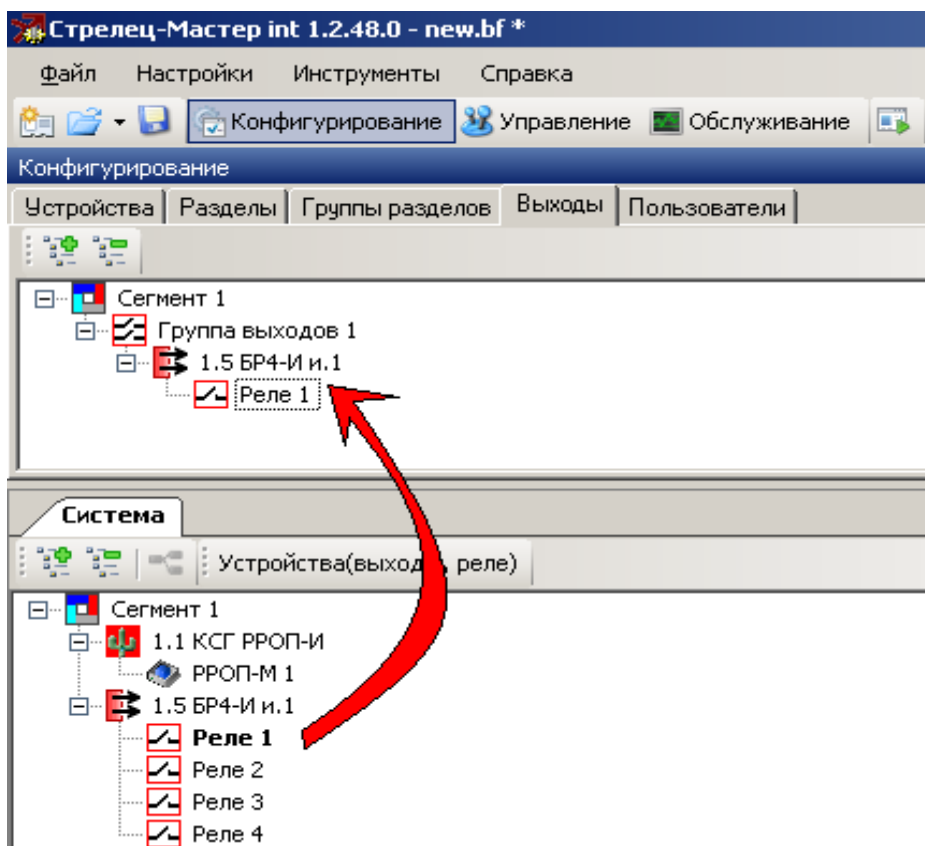 Стрелец-Мастер int 1.2.48.0 - new.bf *
Файл Настройки Инструменты Справка
Конфигурирование Управление Обслуживание
Конфигурирование
Устройства Разделы Группы разделов Выходы Пользователи
Сегмент 1
Группа выходов 1
1.5 БР4-И и.1
Реле 1
Система
Устройства(выход, реле)
Сегмент 1
1.1 КСГ РРОП-И
РРОП-М 1
1.5 БР4-И и.1
Реле 1
Реле 2
Реле 3
Реле 4